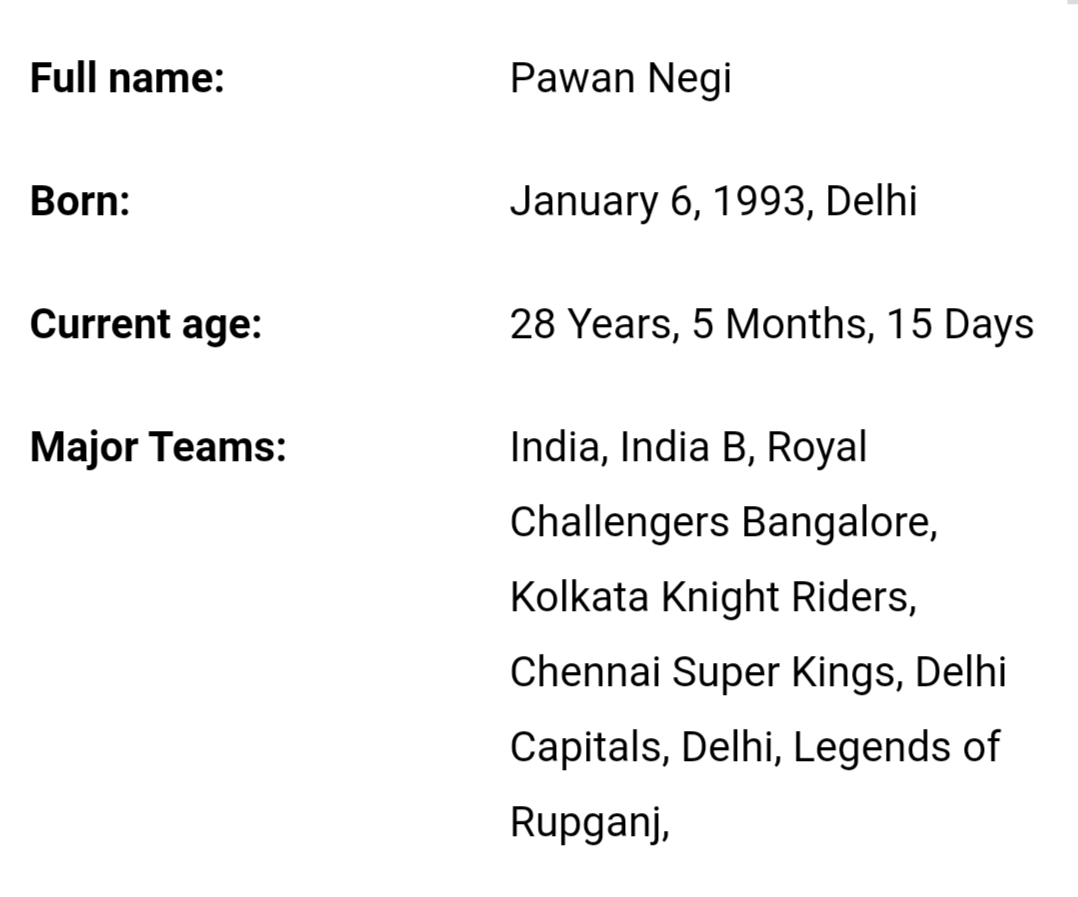 Full name: Pawan Negi
Born: January 6, 1993, Delhi
Current age: 28 Years, 5 Months, 15 Days
Major Teams: India, India B, Royal
Challengers Bangalore,
Kolkata Knight Riders,
Chennai Super Kings, Delhi
Capitals, Delhi, Legends of
Rupganj,